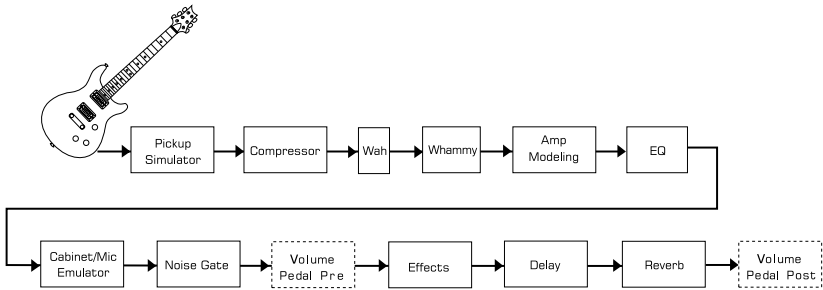 Pickup
Simulator
Compressor
Wah
Whammy
Amp
Modeling
EQ
Cabinet/Mic
Emulator
Noise Gate
Volume
Pedal Pre
Effects
Delay
Reverb
Volume
Pedal Post